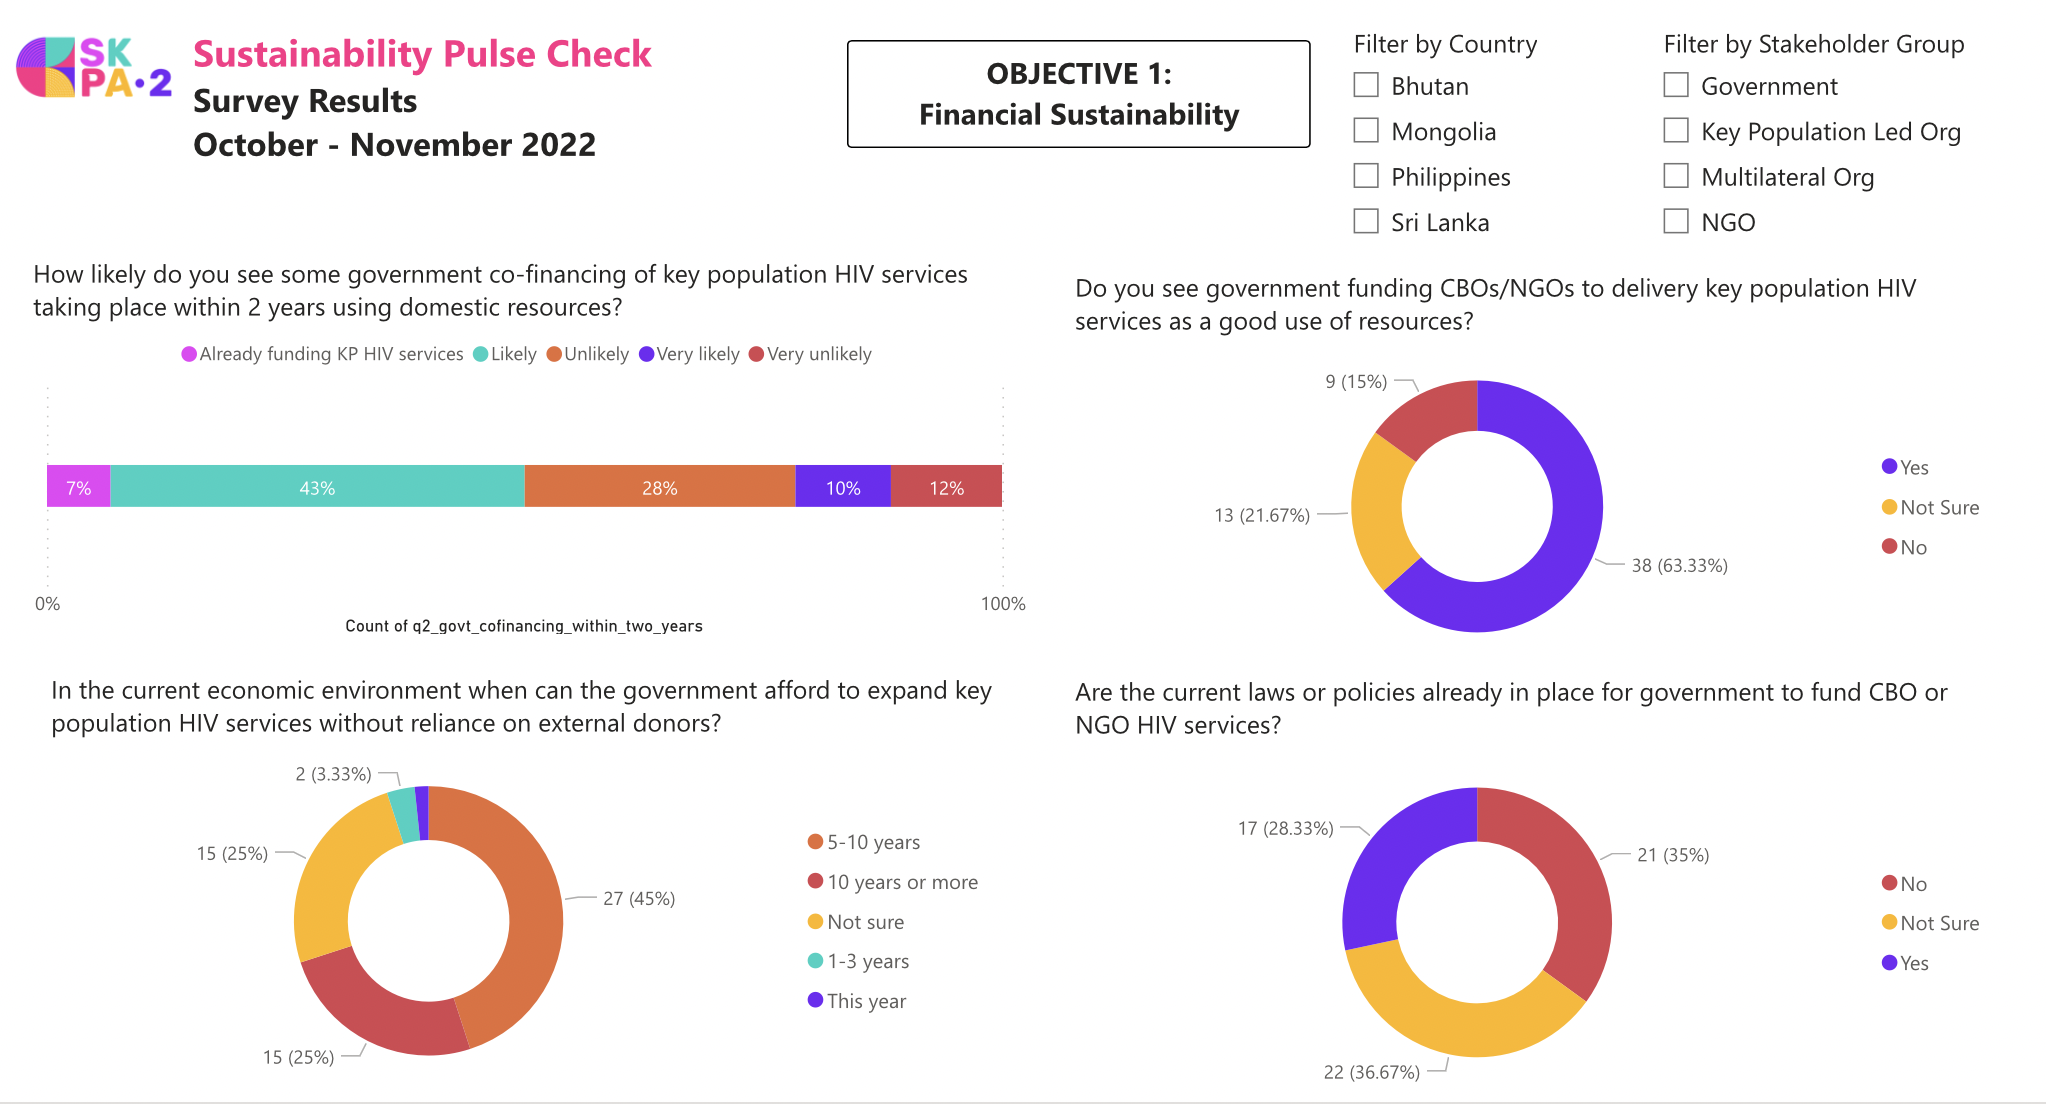 SK
PA•2
Sustainability Pulse Check
Survey Results
October - November 2022
OBJECTIVE 1:
Financial Sustainability
Filter by Country
Bhutan
Mongolia
Philippines
Sri Lanka
Filter by Stakeholder Group
Government
Key Population Led Org
Multilateral Org
NGO
How likely do you see some government co-financing of key population HIV services
taking place within 2 years using domestic resources?
Already funding KP HIV services Likely Unlikely Very likely Very unlikely
7% 43% 28% 10% 12%
0% 100%
Count of q2_govt_cofinancing_within_two_years
Do you see government funding CBOs/NGOs to delivery key population HIV
services as a good use of resources?
9 (15%)
13 (21.67%)
38 (63.33%)
Yes
Not Sure
No
In the current economic environment when can the government afford to expand key
population HIV services without reliance on external donors?
2 (3.33%)
15 (25%)
27 (45%)
15 (25%)
5-10 years
10 years or more
Not sure
1-3 years
This year
Are the current laws or policies already in place for government to fund CBO or
NGO HIV services?
17 (28.33%)
21 (35%)
22 (36.67%)
No
Not Sure
Yes